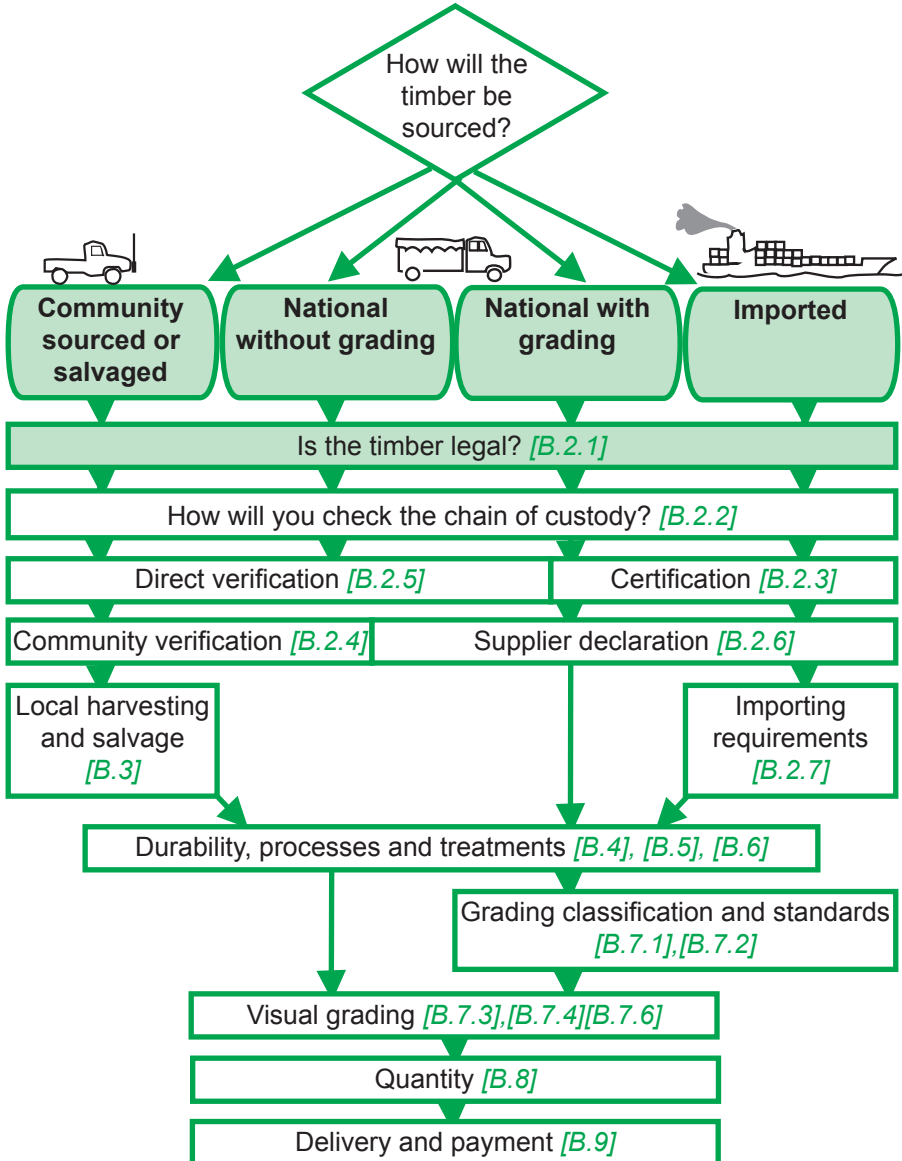 How will the
timber be
sourced?
Community
sourced or
salvaged
National
without grading
National with
grading
Imported
Is the timber legal? [B.2.1]
How will you check the chain of custody? [B.2.2]
Direct verification [B.2.5]
Certification [B.2.3]
Community verification [B.2.4]
Supplier declaration [B.2.6]
Local harvesting
and salvage
[B.3]
Importing
requirements
[B.2.7]
Durability, processes and treatments [B.4], [B.5], [B.6]
Grading classification and standards
[B.7.1],[B.7.2]
Visual grading [B.7.3],[B.7.4][B.7.6]
Quantity [B.8]
Delivery and payment [B.9]